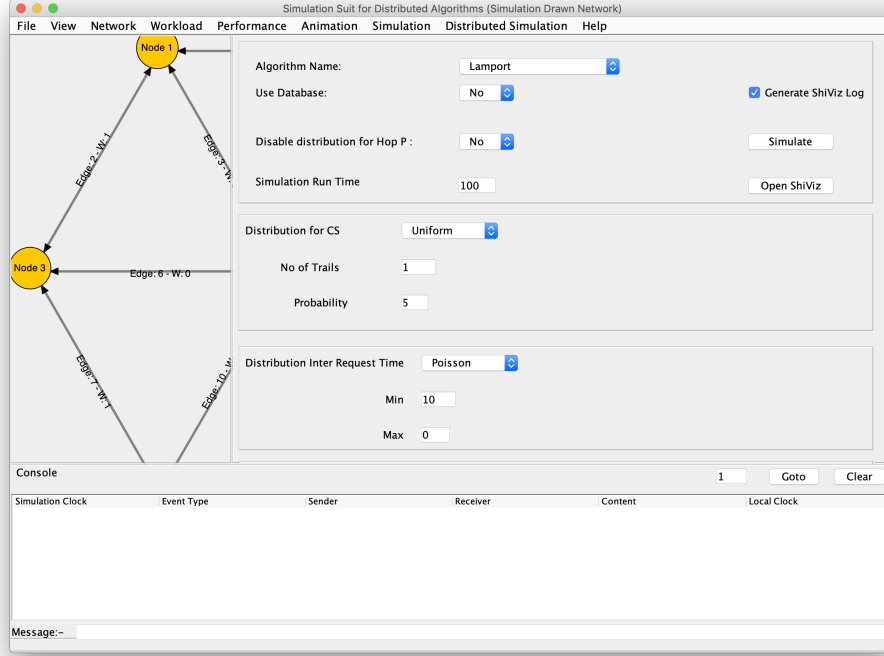 Simulation Suit for Distributed Algorithms (Simulation Drawn Network)
File View Network Workload Performance Animation Simulation Distributed Simulation Help
Node 1
Edge: 2 - W: 1
Edge: 3 - W:
Node 3
Edge: 6 - W: 0
Edge: 7 - W: 1
Edge: 10 - W
Algorithm Name: Lamport
Use Database: No Generate ShiViz Log
Disable distribution for Hop P : No Simulate
Simulation Run Time 100 Open ShiViz
Distribution for CS Uniform
No of Trails 1
Probability 5
Distribution Inter Request Time Poisson
Min 10
Max 0
Console 1 Goto Clear
Simulation Clock Event Type Sender Receiver Content Local Clock
Message:-